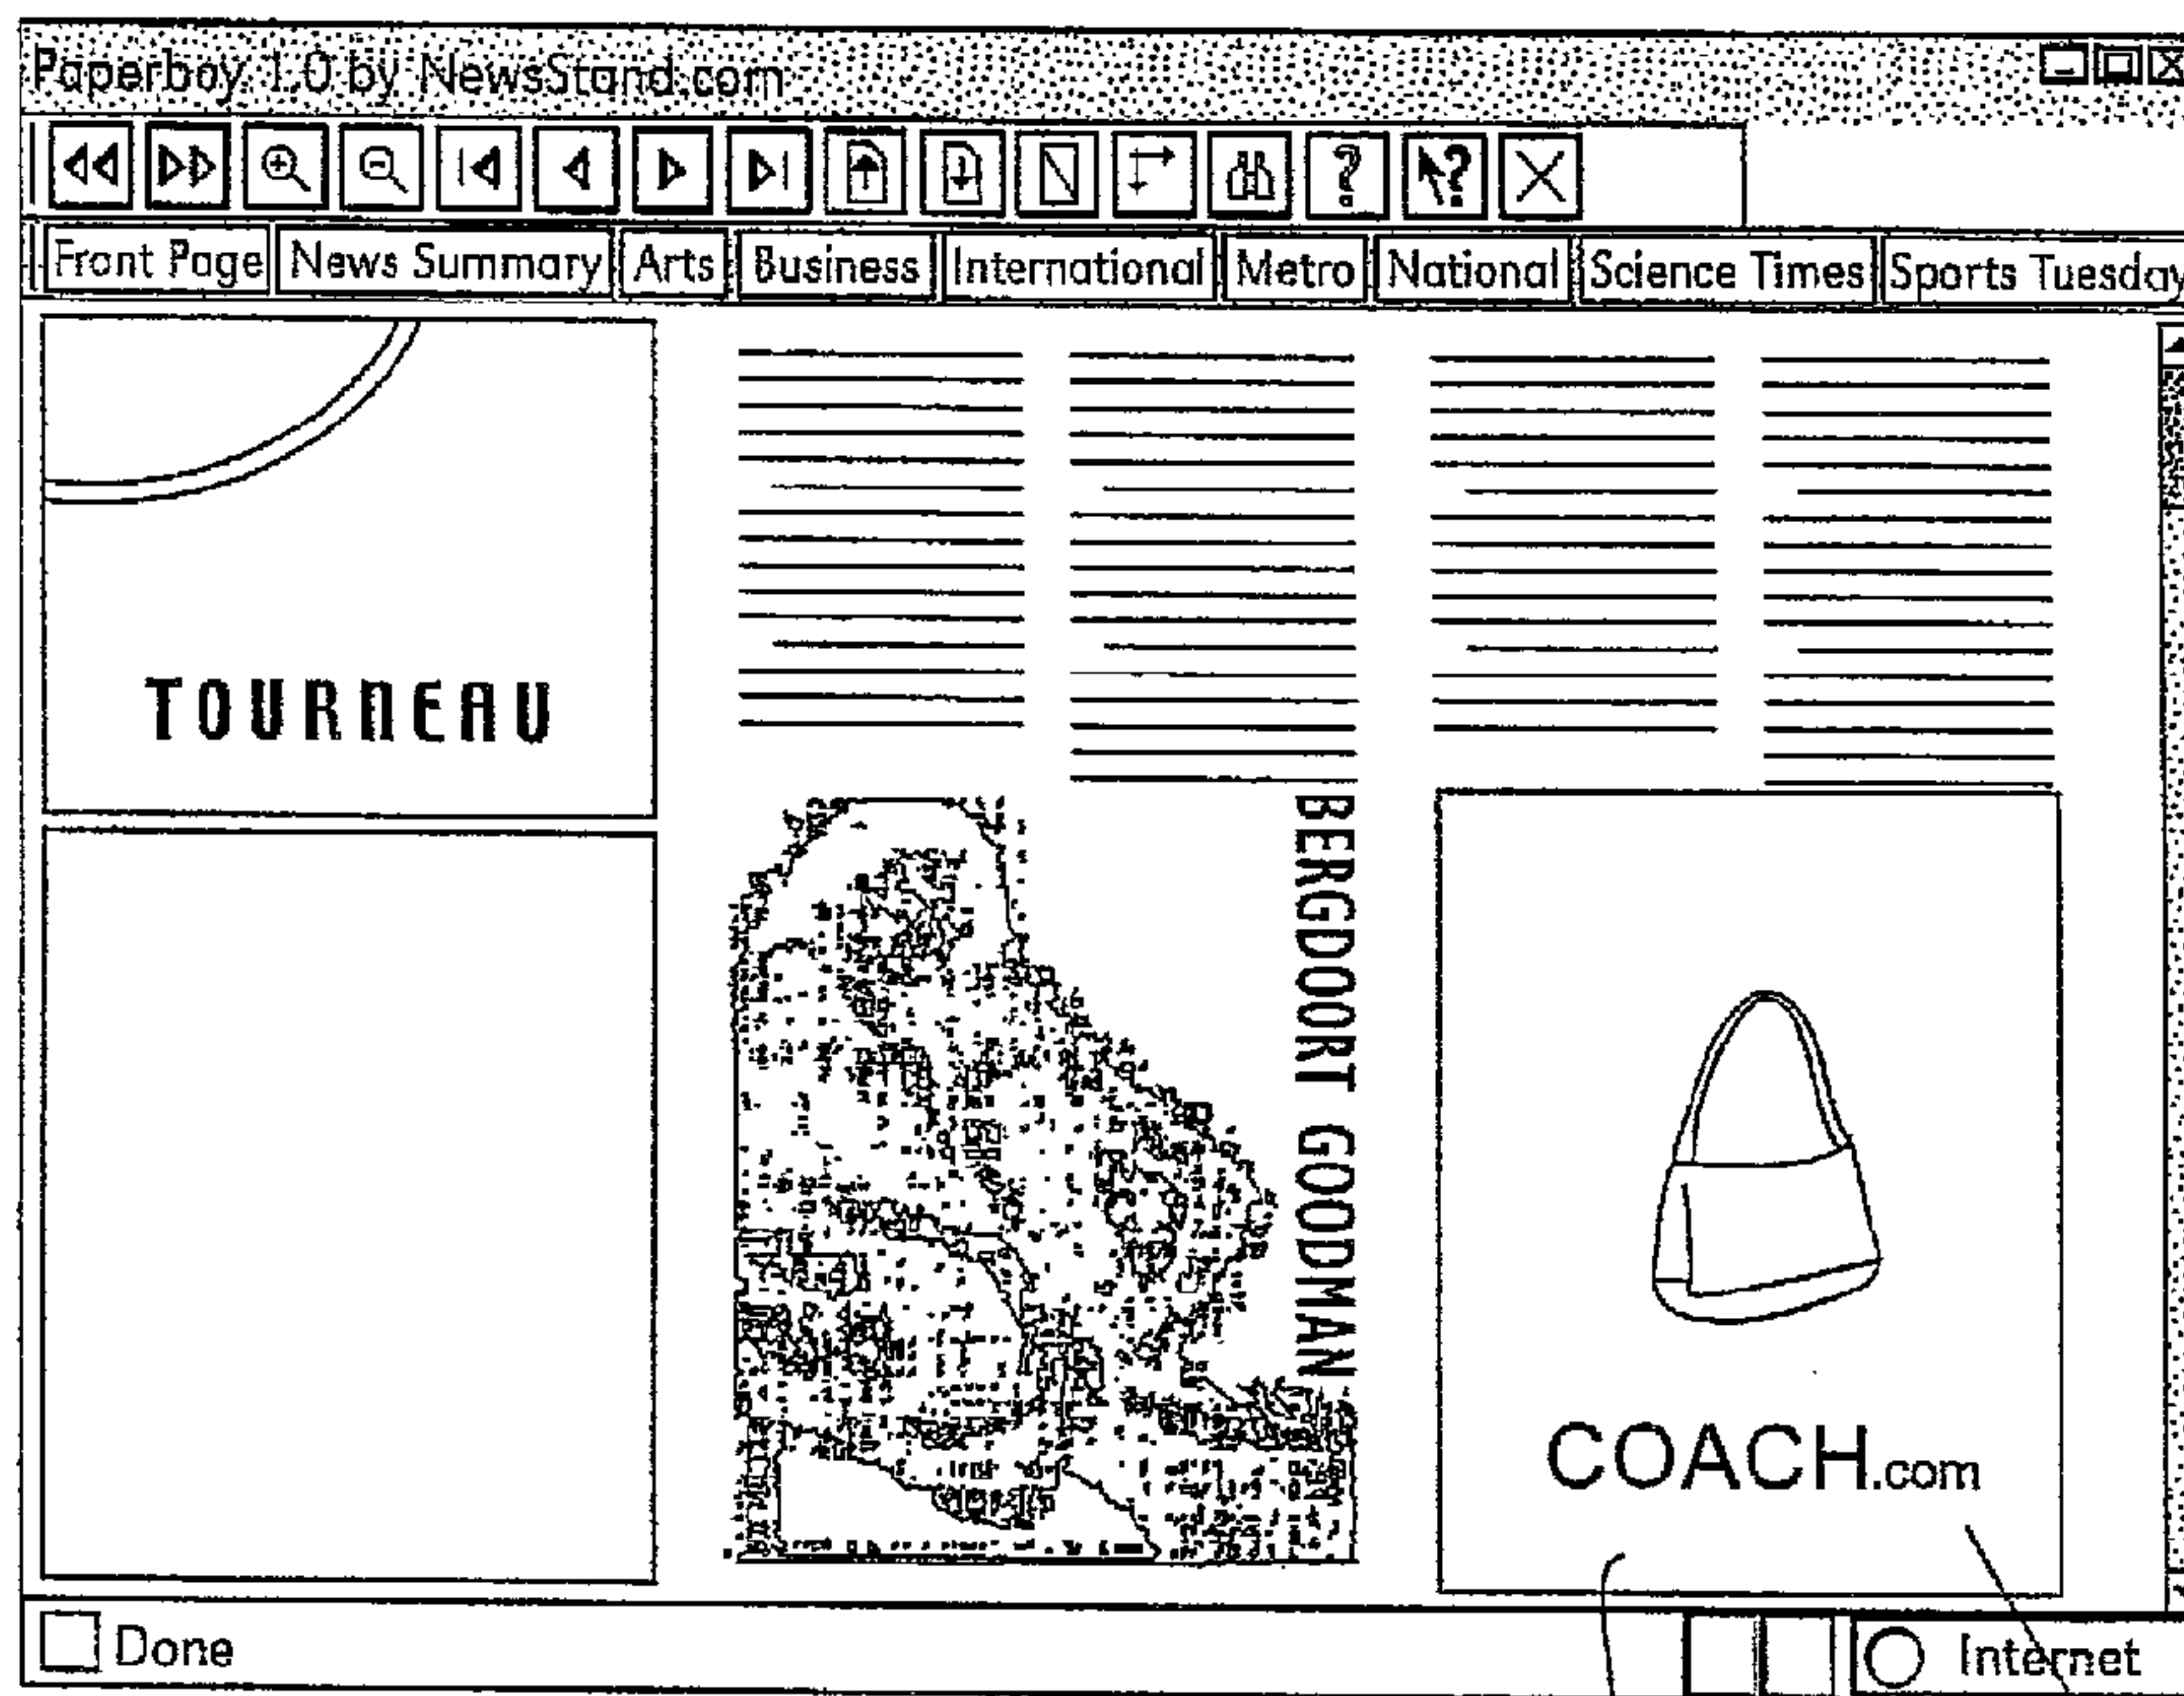 Paperboy 1.0 by NewsStand.com
Front Page News Summary Arts Business International Metro National Science Times Sports Tuesday
TOURNEAU
BERGDOORT GOODMAN
COACH.com
Done
Internet